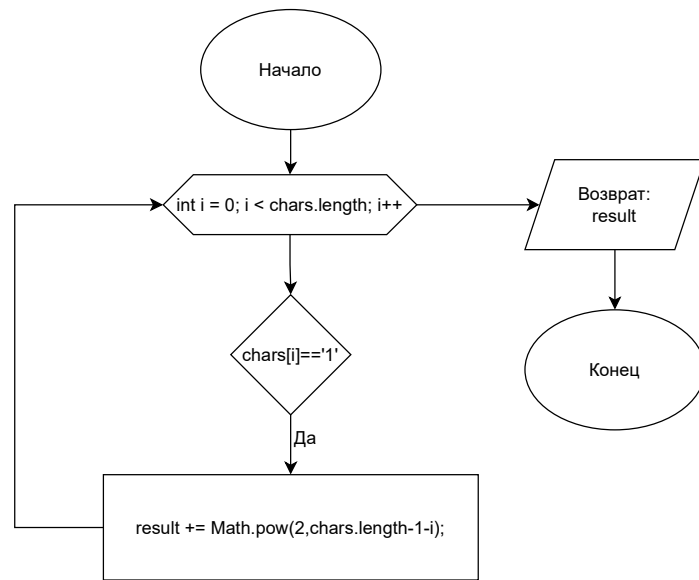 Начало
int i = 0; i < chars.length; i++
Возврат:
result
chars[i]=='1'
Конец
Да
result += Math.pow(2,chars.length-1-i);